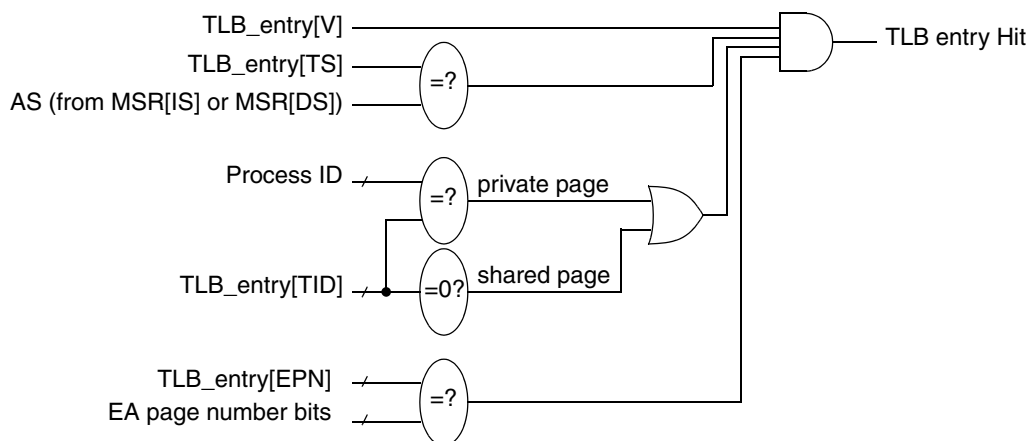 TLB_entry[V]
TLB entry Hit
TLB_entry[TS]
=?
AS (from MSR[IS] or MSR[DS])
Process ID
=?
private page
TLB_entry[TID]
=0?
shared page
TLB_entry[EPN]
=?
EA page number bits